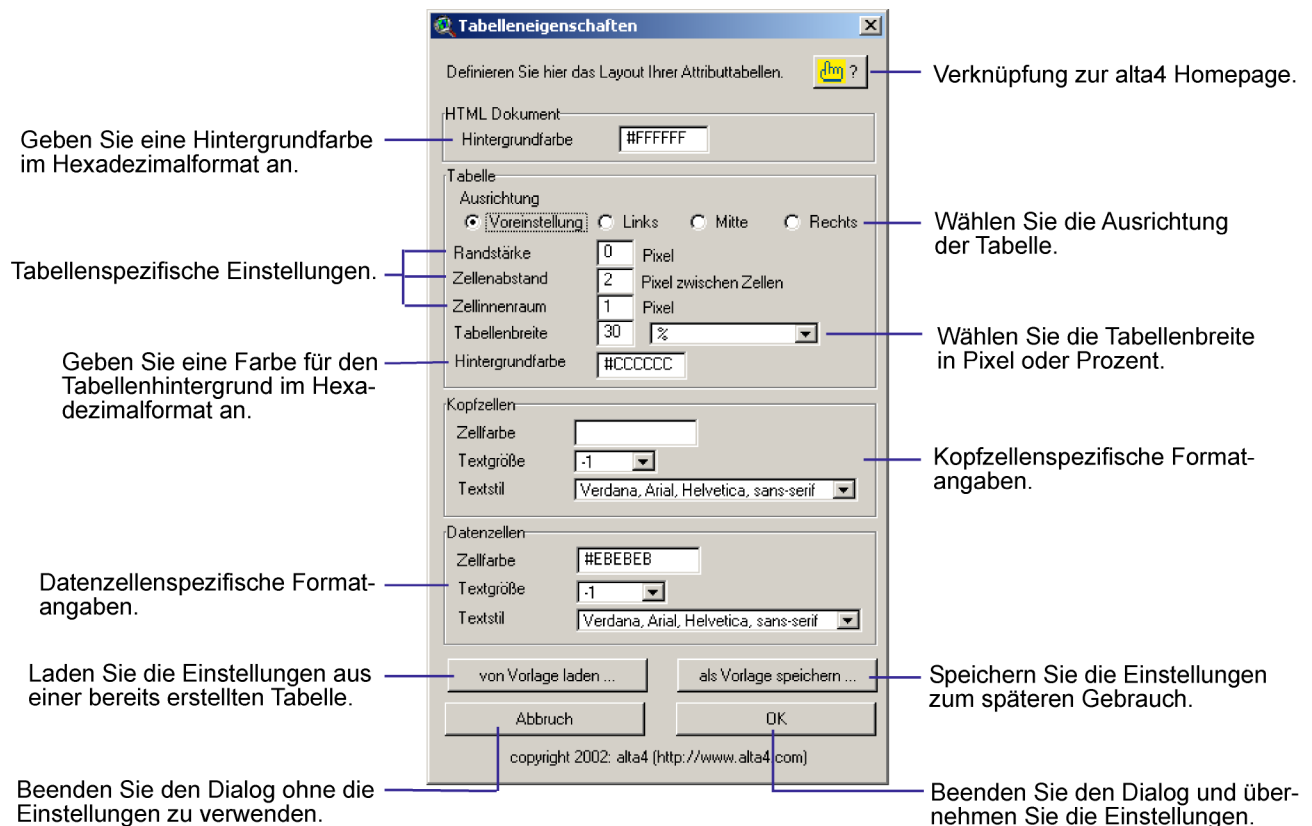 Tabelleneigenschaften
Definieren Sie hier das Layout Ihrer Attributtabellen.
?
Verknüpfung zur alta4 Homepage.
HTML Dokument
Hintergrundfarbe #FFFFFF
Geben Sie eine Hintergrundfarbe
im Hexadezimalformat an.
Tabelle
Ausrichtung
Voreinstellung Links Mitte Rechts
Wählen Sie die Ausrichtung
der Tabelle.
Randstärke 0 Pixel
Zellenabstand 2 Pixel zwischen Zellen
Zellinnenraum 1 Pixel
Tabellenspezifische Einstellungen.
Tabellenbreite 30 %
Wählen Sie die Tabellenbreite
in Pixel oder Prozent.
Hintergrundfarbe #CCCCCC
Geben Sie eine Farbe für den
Tabellenhintergrund im Hexa-
dezimalformat an.
Kopfzellen
Zellfarbe
Textgröße -1
Textstil Verdana, Arial, Helvetica, sans-serif
Kopfzellenspezifische Format-
angaben.
Datenzellen
Zellfarbe #EBEBEB
Textgröße -1
Textstil Verdana, Arial, Helvetica, sans-serif
Datenzellenspezifische Format-
angaben.
von Vorlage laden ...
als Vorlage speichern ...
Laden Sie die Einstellungen aus
einer bereits erstellten Tabelle.
Speichern Sie die Einstellungen
zum späteren Gebrauch.
Abbruch
OK
copyright 2002: alta4 (http://www.alta4.com)
Beenden Sie den Dialog ohne die
Einstellungen zu verwenden.
Beenden Sie den Dialog und über-
nehmen Sie die Einstellungen.